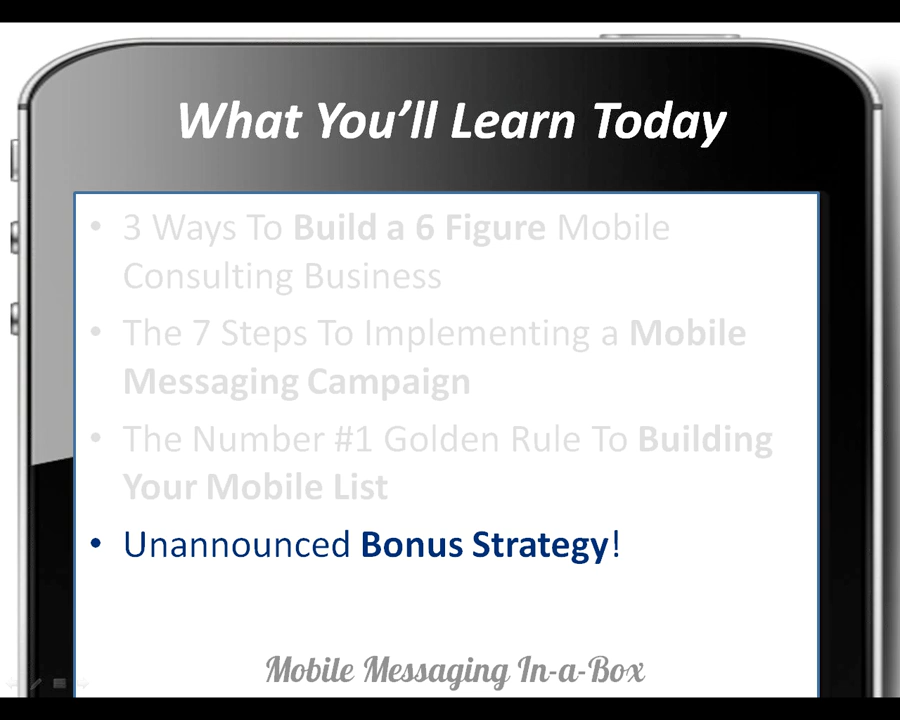 What You’ll Learn Today
• 3 Ways To Build a 6 Figure Mobile
Consulting Business
• The 7 Steps To Implementing a Mobile
Messaging Campaign
• The Number #1 Golden Rule To Building
Your Mobile List
• Unannounced Bonus Strategy!
Mobile Messaging In-a-Box